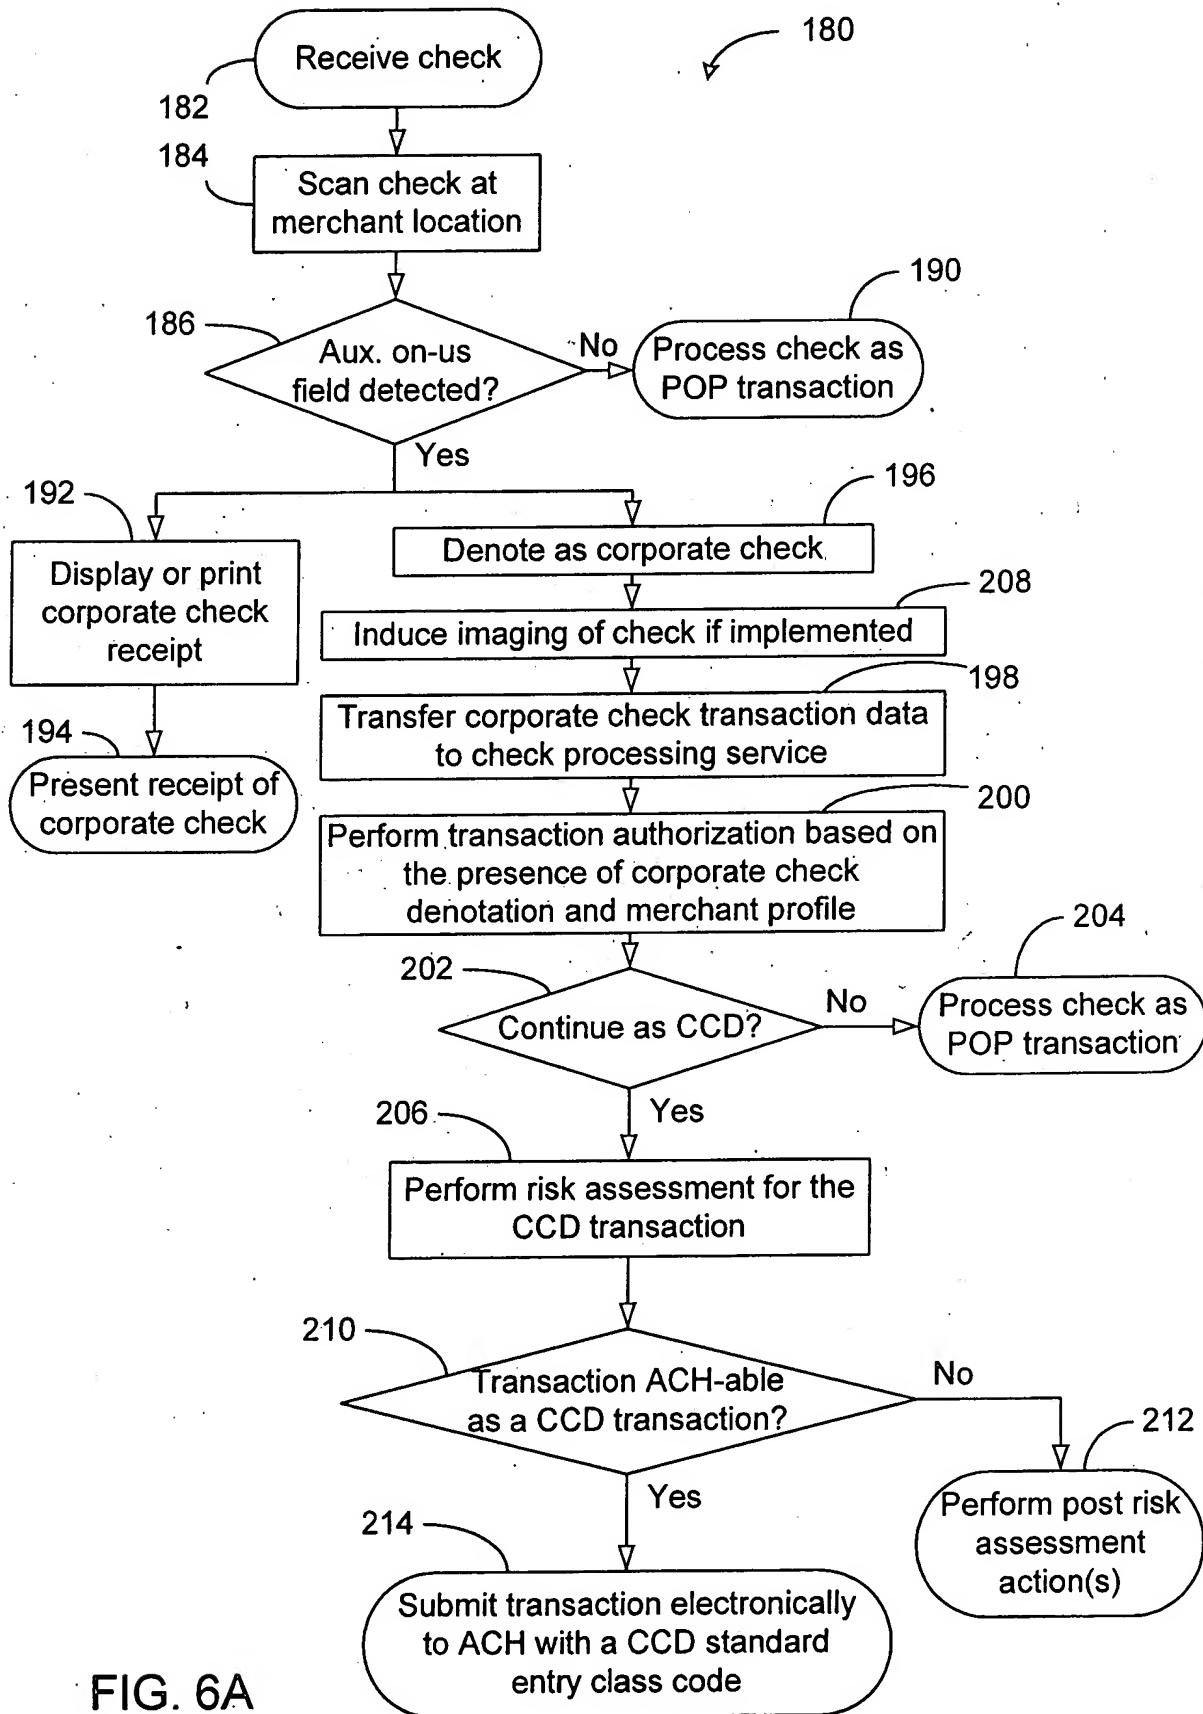 180
Receive check
182
184
Scan check at
merchant location
186
Aux. on-us
field detected?
No
190
Process check as
POP transaction
Yes
192
Display or print
corporate check
receipt
194
Present receipt of
corporate check
196
Denote as corporate check
208
Induce imaging of check if implemented
198
Transfer corporate check transaction data
to check processing service
200
Perform transaction authorization based on
the presence of corporate check
denotation and merchant profile
202
Continue as CCD?
No
204
Process check as
POP transaction
Yes
206
Perform risk assessment for the
CCD transaction
210
Transaction ACH-able
as a CCD transaction?
No
212
Perform post risk
assessment
action(s)
Yes
214
Submit transaction electronically
to ACH with a CCD standard
entry class code
FIG. 6A